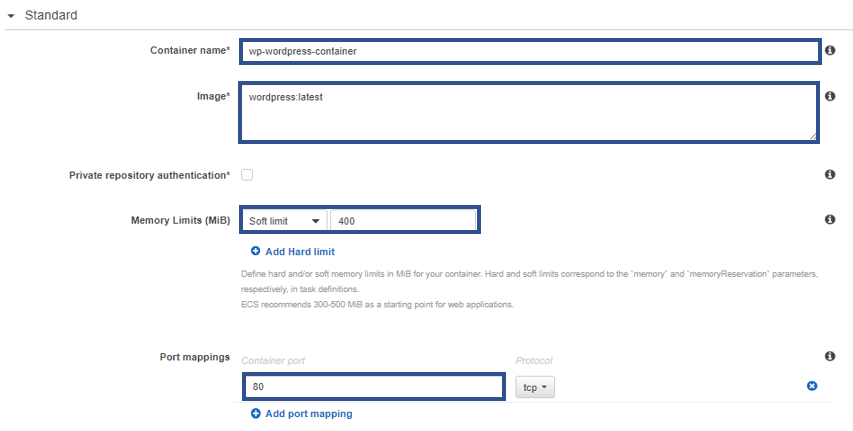 Standard
Container name* wp-wordpress-container
Image* wordpress:latest
Private repository authentication*
Memory Limits (MiB) Soft limit 400
Add Hard limit
Define hard and/or soft memory limits in MiB for your container. Hard and soft limits correspond to the `memory` and `memoryReservation` parameters,
respectively, in task definitions.
ECS recommends 300-500 MiB as a starting point for web applications.
Port mappings Container port Protocol
80 tcp
Add port mapping